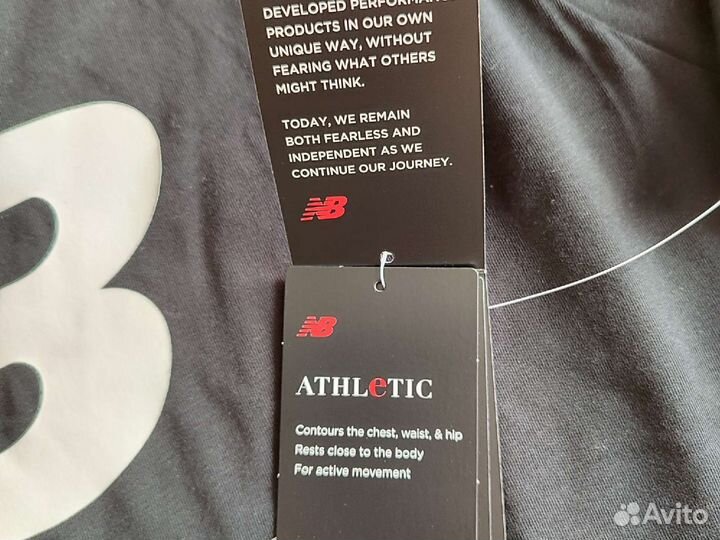 DEVELOPED PERFORMANCE
PRODUCTS IN OUR OWN
UNIQUE WAY, WITHOUT
FEARING WHAT OTHERS
MIGHT THINK.
TODAY, WE REMAIN
BOTH FEARLESS AND
INDEPENDENT AS WE
CONTINUE OUR JOURNEY.
NB
NB
ATHLeTIC
Contours the chest, waist, & hip
Rests close to the body
For active movement
B
Avito